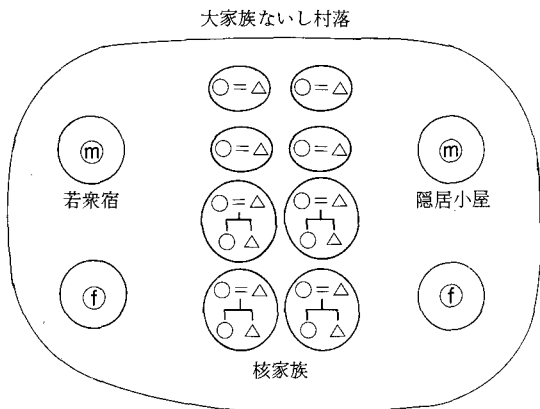 大家族ないし村落
○＝△ ○＝△
ⓜ ○＝△ ○＝△ ⓜ
若衆宿 隠居小屋
○＝△ ○＝△
○ △ ○ △
ⓕ ○＝△ ○＝△ ⓕ
○ △ ○ △
核家族